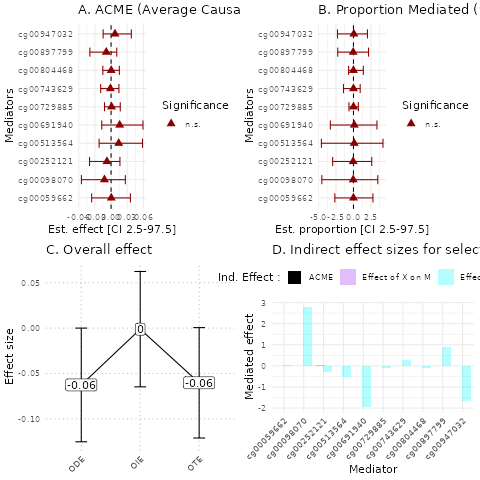 A. ACME (Average Causa
B. Proportion Mediated (
Mediators
cg00947032
cg00897799
cg00804468
cg00743629
cg00729885
cg00691940
cg00513564
cg00252121
cg00098070
cg00059662
Significance
n.s.
Est. effect [CI 2.5-97.5]
Mediators
cg00947032
cg00897799
cg00804468
cg00743629
cg00729885
cg00691940
cg00513564
cg00252121
cg00098070
cg00059662
-5.0 -2.5 0.0 2.5
Significance
n.s.
Est. proportion [CI 2.5-97.5]
C. Overall effect
Effect size
0.05
0.00
-0.05
-0.10
-0.06
0
-0.06
ODE
OIE
OTE
D. Indirect effect sizes for selec
Ind. Effect :
ACME
Effect of X on M
Effec
Mediated effect
3
2
1
0
-1
-2
cg00059662
cg00098070
cg00252121
cg00513564
cg00691940
cg00729885
cg00743629
cg00804468
cg00897799
cg00947032
Mediator